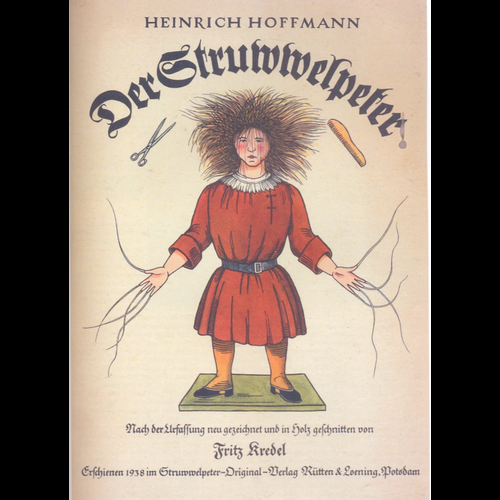 HEINRICH HOFFMANN
Der Struwwelpeter
Nach der Urfassung neu gezeichnet und in Holz geschnitten von
Fritz Kredel
Erschienen 1938 im Struwwelpeter-Original-Verlag Rütten & Loening, Potsdam